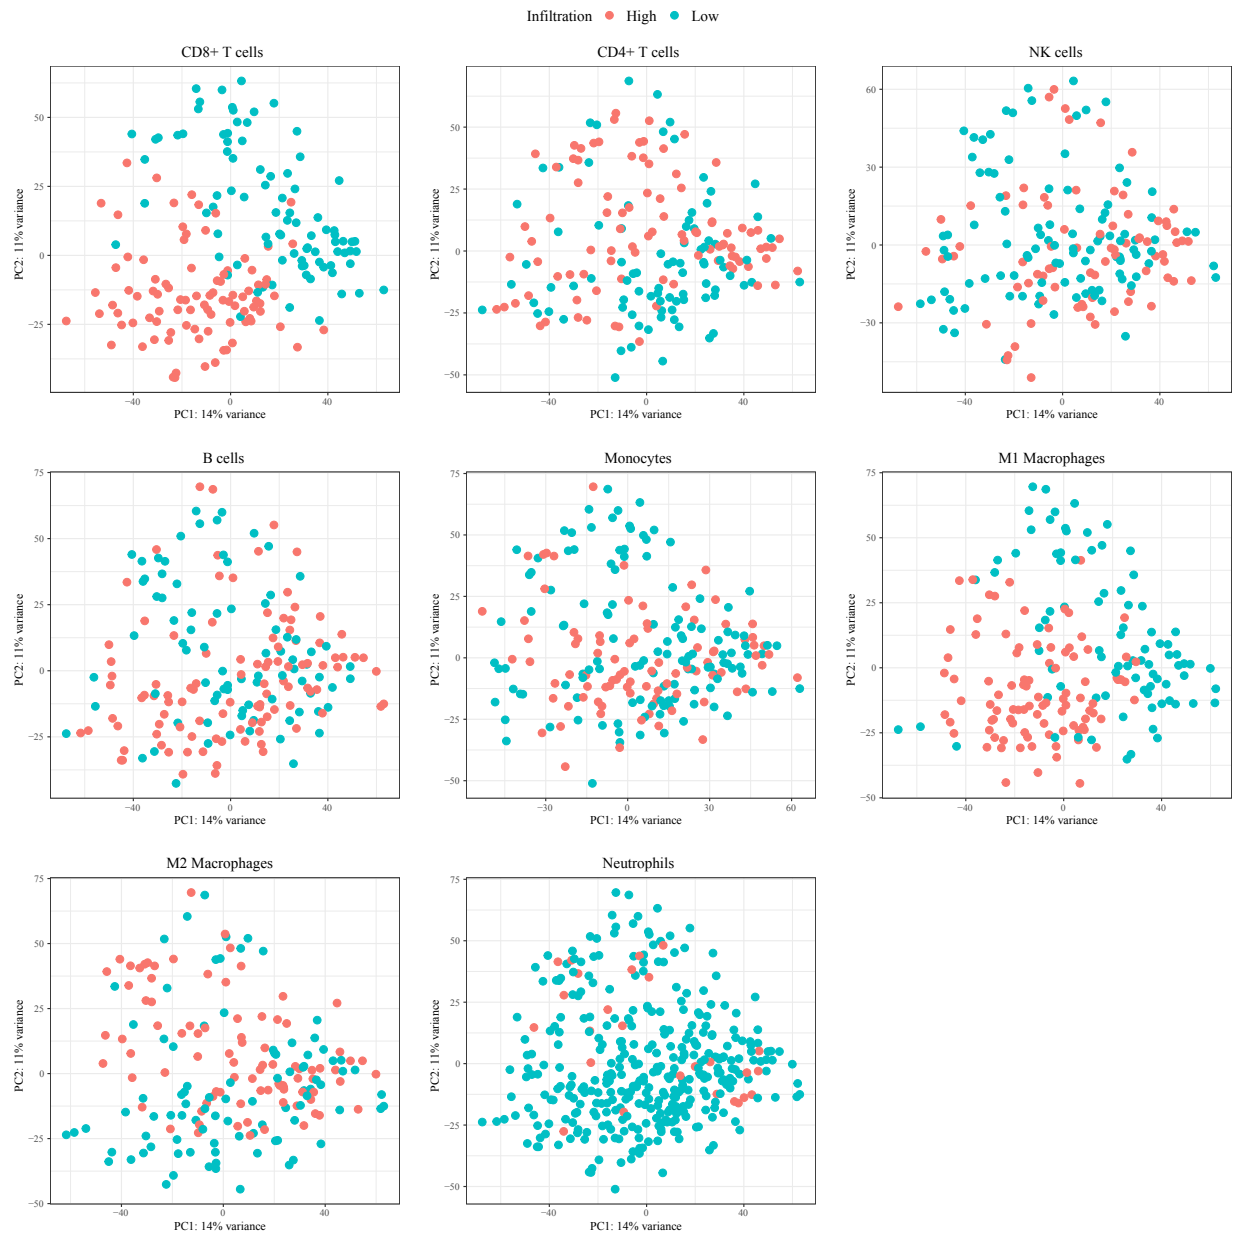 Infiltration High Low
CD8+ T cells
CD4+ T cells
NK cells
PC2: 11% variance
50
25
0
−25
−40 0 40
PC1: 14% variance
PC2: 11% variance
50
25
0
−25
−50
−40 0 40
PC1: 14% variance
PC2: 11% variance
60
30
0
−30
−40 0 40
PC1: 14% variance
B cells
Monocytes
M1 Macrophages
PC2: 11% variance
75
50
25
0
−25
−40 0 40
PC1: 14% variance
PC2: 11% variance
75
50
25
0
−25
−50
−30 0 30 60
PC1: 14% variance
PC2: 11% variance
75
50
25
0
−25
−50
−40 0 40
PC1: 14% variance
M2 Macrophages
Neutrophils
PC2: 11% variance
75
50
25
0
−25
−50
−40 0 40
PC1: 14% variance
PC2: 11% variance
75
50
25
0
−25
−50
−40 0 40
PC1: 14% variance